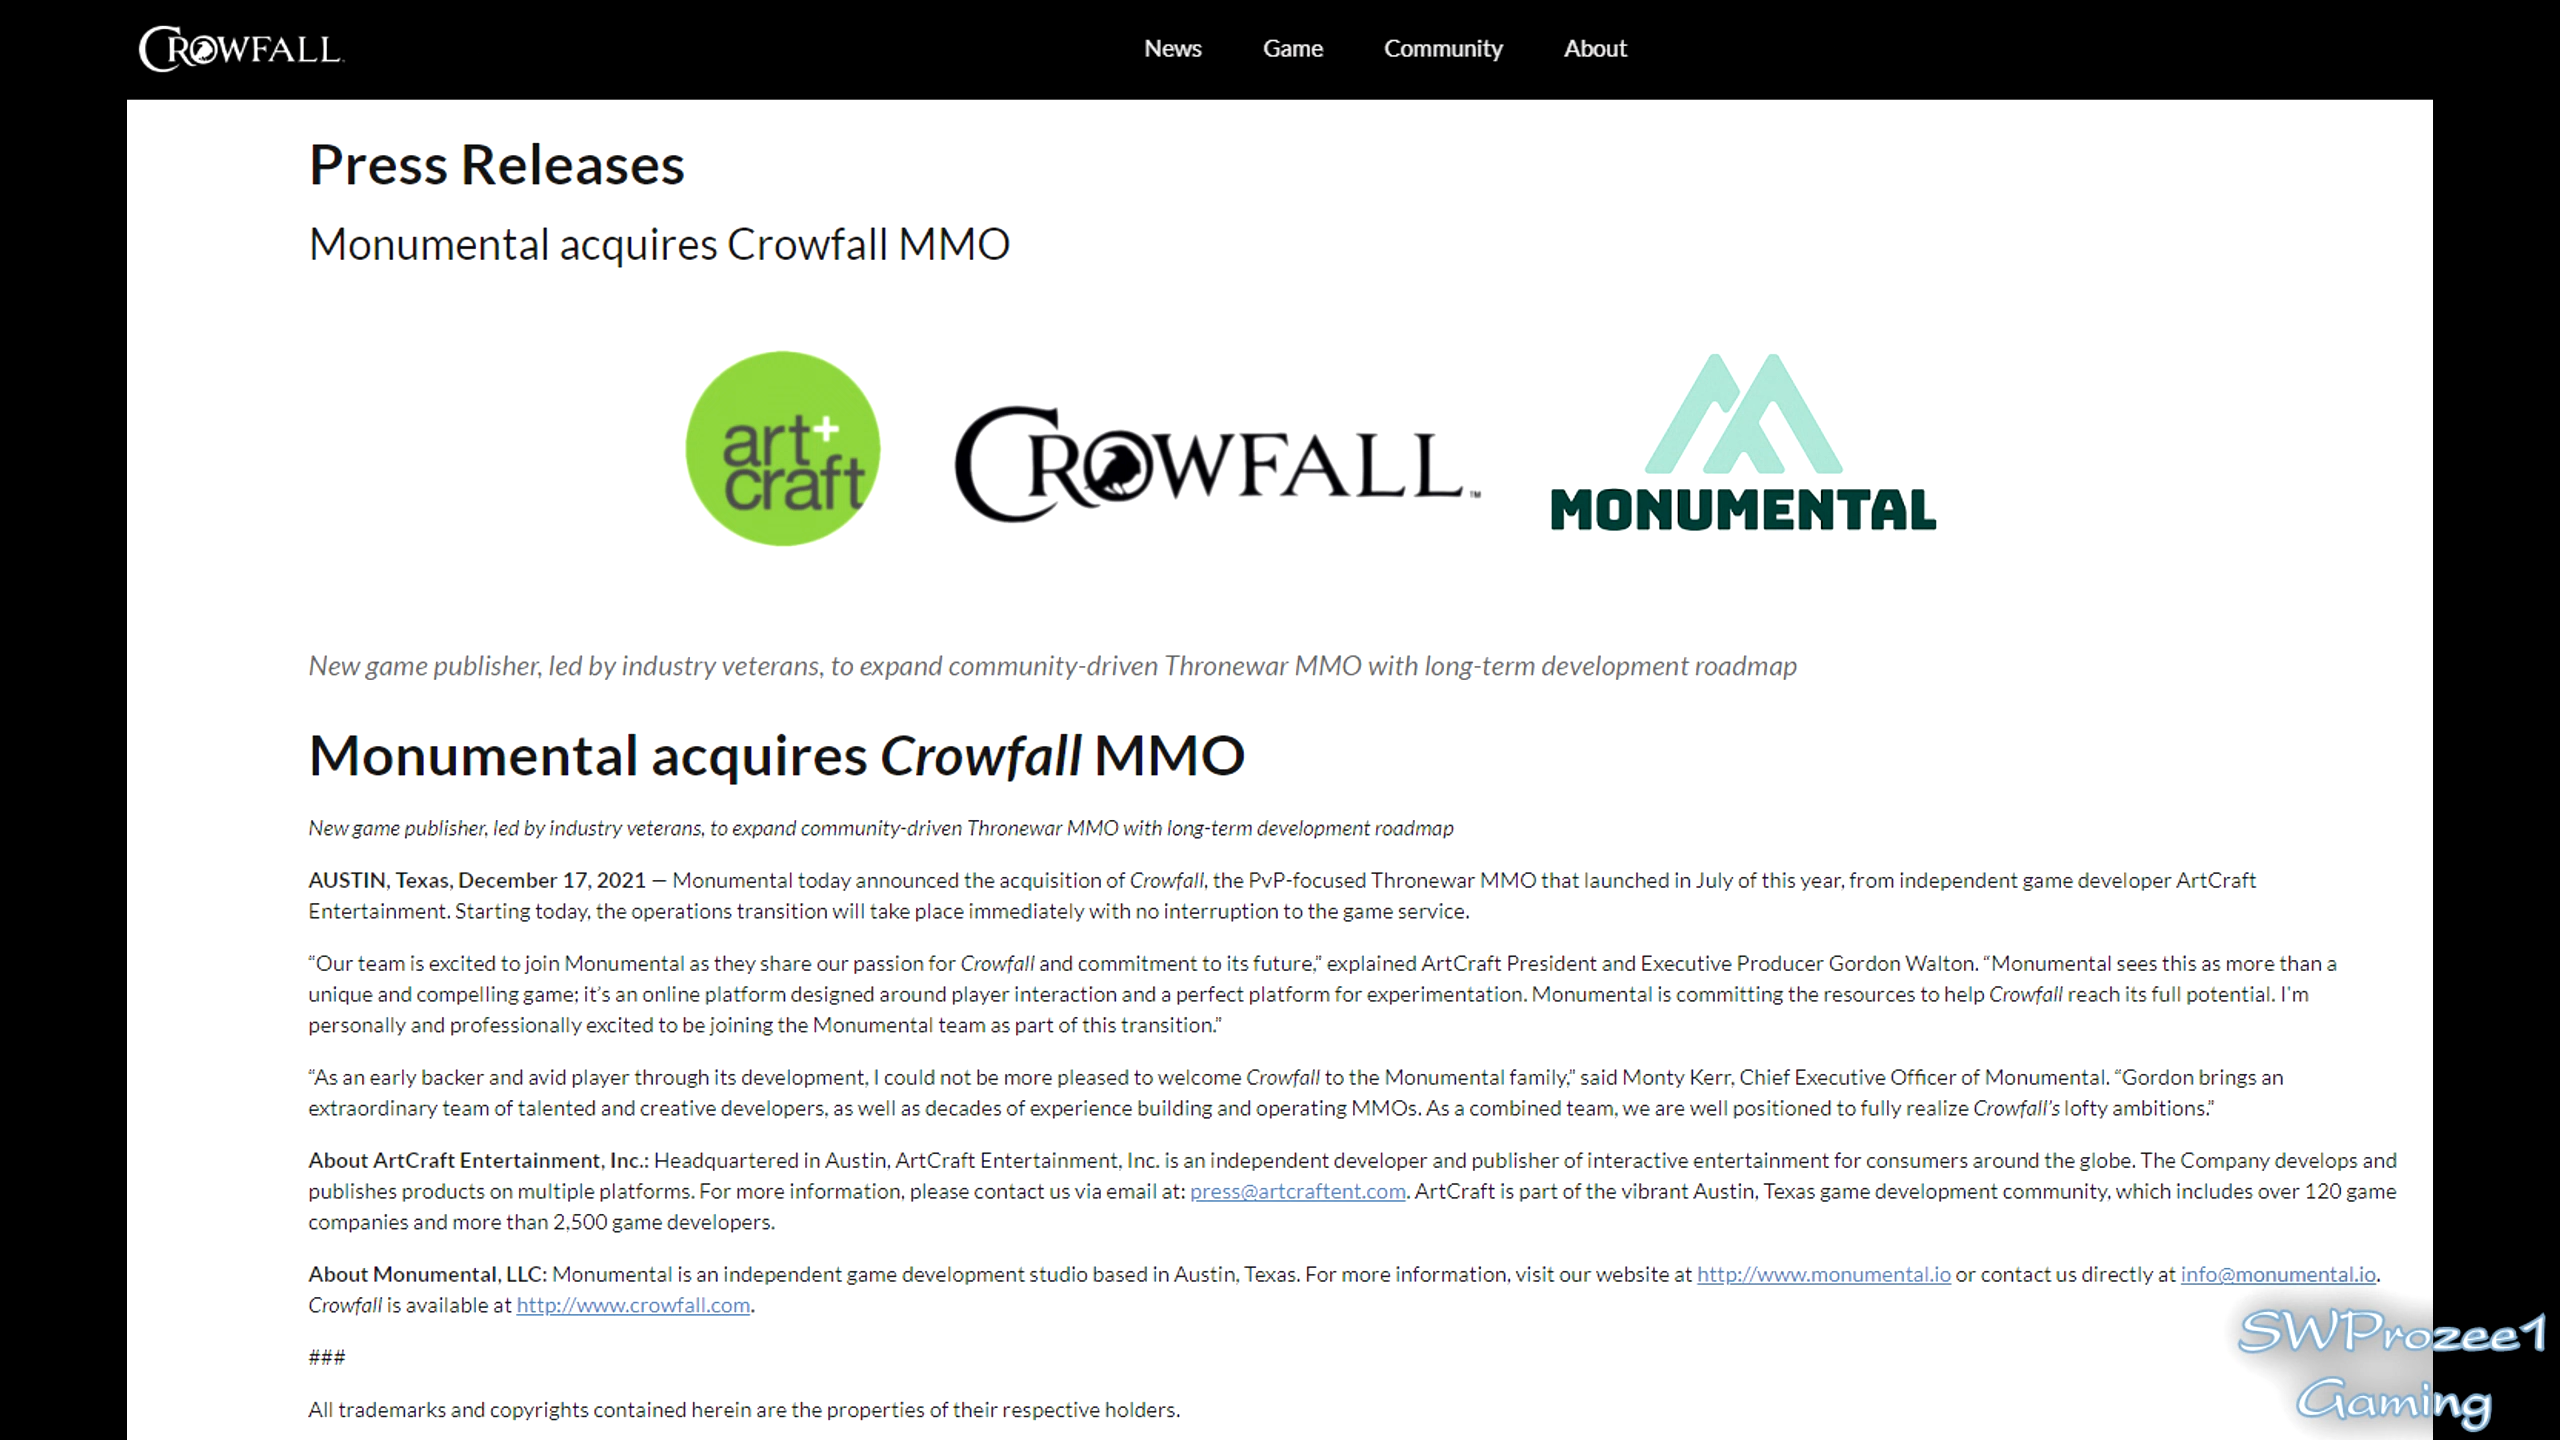 CROWFALL
News
Game
Community
About
Press Releases
Monumental acquires Crowfall MMO
art+
craft
CROWFALL™
MONUMENTAL
New game publisher, led by industry veterans, to expand community-driven Thronewar MMO with long-term development roadmap
Monumental acquires Crowfall MMO
New game publisher, led by industry veterans, to expand community-driven Thronewar MMO with long-term development roadmap
AUSTIN, Texas, December 17, 2021 — Monumental today announced the acquisition of Crowfall, the PvP-focused Thronewar MMO that launched in July of this year, from independent game developer ArtCraft
Entertainment. Starting today, the operations transition will take place immediately with no interruption to the game service.
“Our team is excited to join Monumental as they share our passion for Crowfall and commitment to its future,” explained ArtCraft President and Executive Producer Gordon Walton. “Monumental sees this as more than a
unique and compelling game; it’s an online platform designed around player interaction and a perfect platform for experimentation. Monumental is committing the resources to help Crowfall reach its full potential. I'm
personally and professionally excited to be joining the Monumental team as part of this transition.”
“As an early backer and avid player through its development, I could not be more pleased to welcome Crowfall to the Monumental family,” said Monty Kerr, Chief Executive Officer of Monumental. “Gordon brings an
extraordinary team of talented and creative developers, as well as decades of experience building and operating MMOs. As a combined team, we are well positioned to fully realize Crowfall’s lofty ambitions.”
About ArtCraft Entertainment, Inc.: Headquartered in Austin, ArtCraft Entertainment, Inc. is an independent developer and publisher of interactive entertainment for consumers around the globe. The Company develops and
publishes products on multiple platforms. For more information, please contact us via email at: press@artcraftent.com. ArtCraft is part of the vibrant Austin, Texas game development community, which includes over 120 game
companies and more than 2,500 game developers.
About Monumental, LLC: Monumental is an independent game development studio based in Austin, Texas. For more information, visit our website at http://www.monumental.io or contact us directly at info@monumental.io.
Crowfall is available at http://www.crowfall.com.
###
All trademarks and copyrights contained herein are the properties of their respective holders.
SWProzee1
Gaming